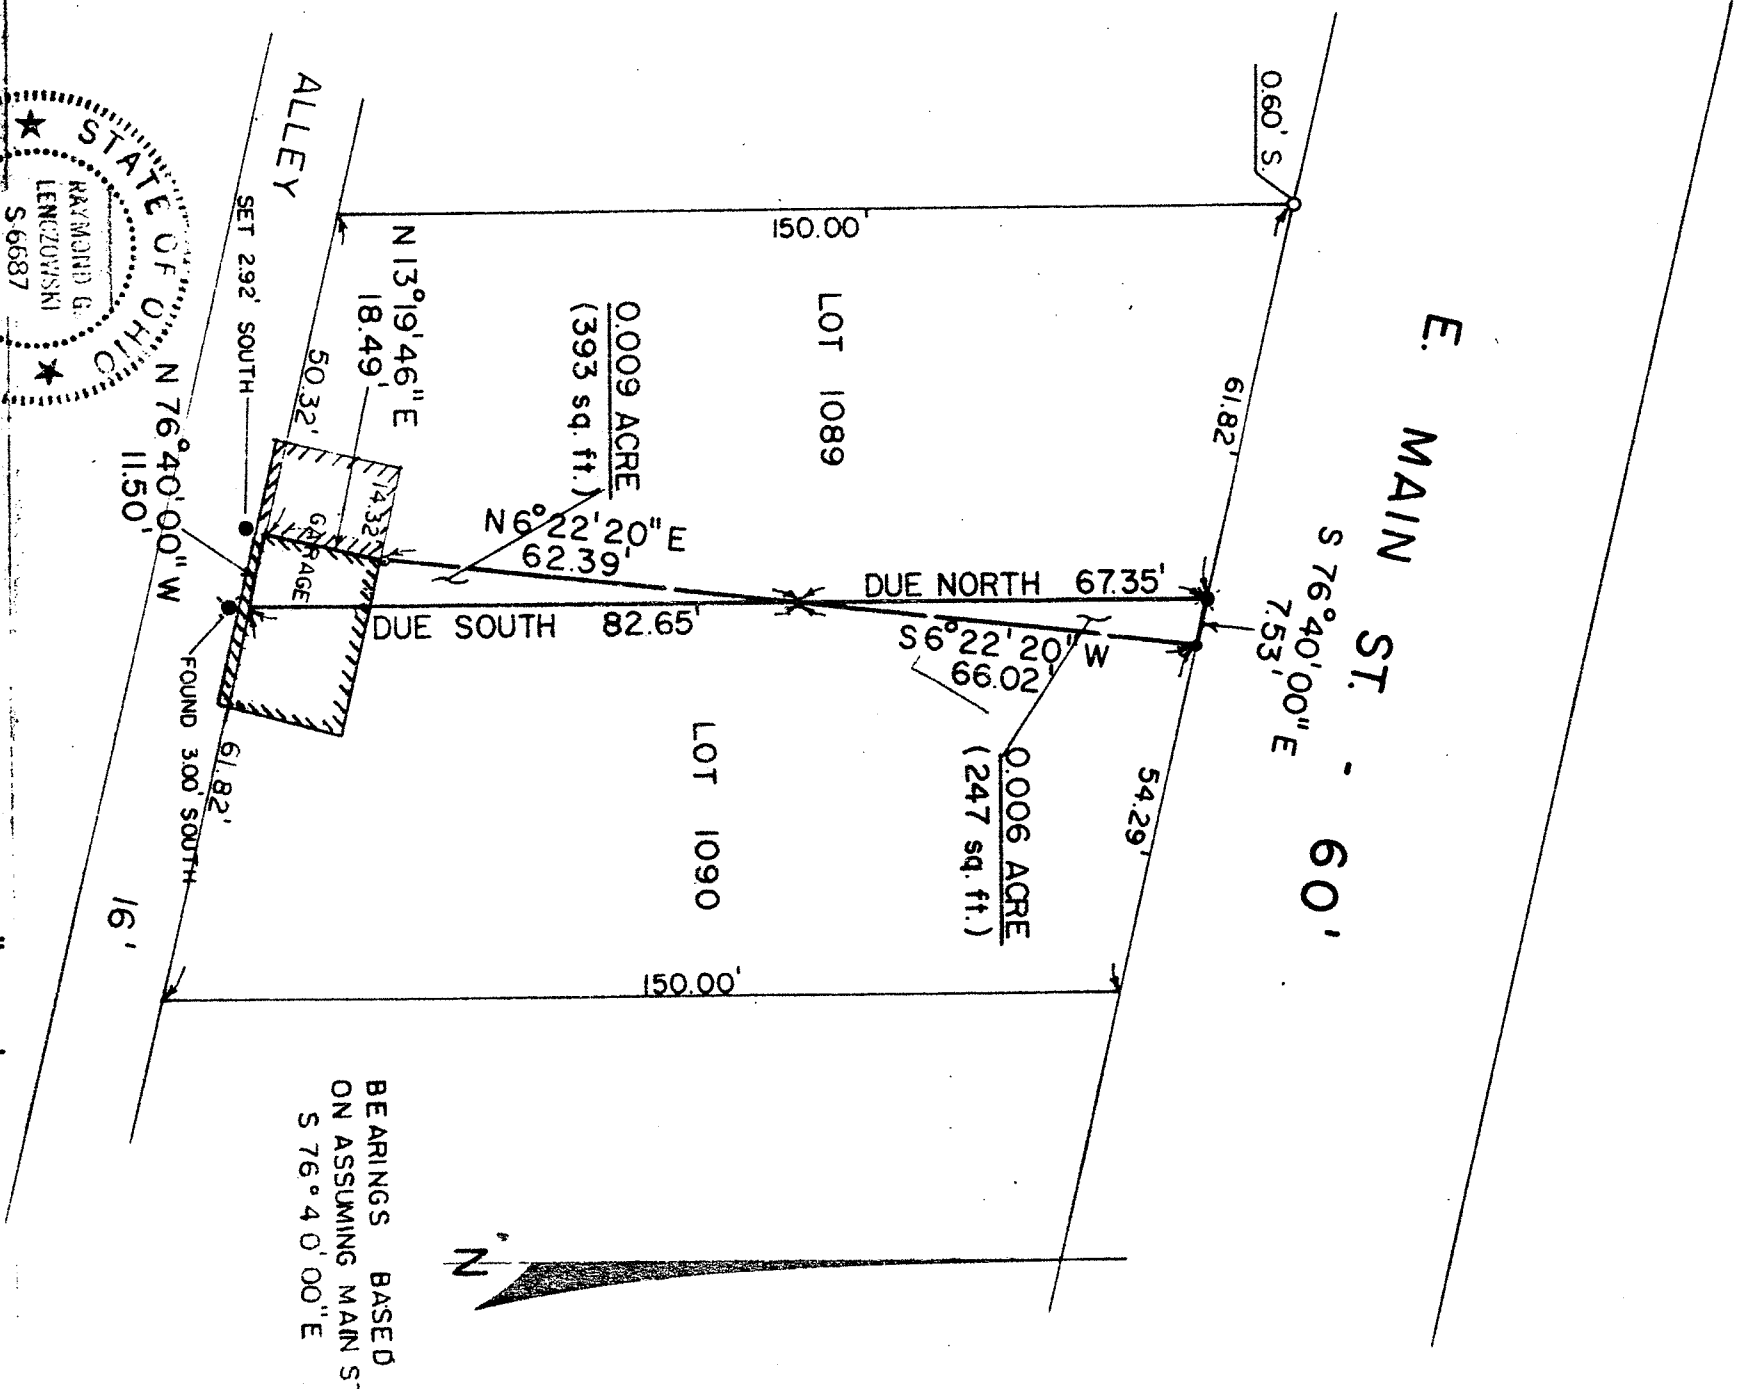 E. MAIN ST. - 60'
S 76°40'00"E
7.53'
0.60' S.
61.82'
54.29'
150.00'
LOT 1089
0.009 ACRE
(393 sq. ft.)
DUE NORTH 67.35'
S6°22'20"W
66.02'
0.006 ACRE
(247 sq. ft.)
N6°22'20"E
62.39'
DUE SOUTH 82.65'
LOT 1090
150.00'
N13°19'46"E
18.49'
14.32'
GARAGE
50.32'
61.82'
ALLEY
16'
SET 2.92' SOUTH
FOUND 3.00' SOUTH
N 76°40'00" W
11.50'
STATE OF OHIO
RAYMOND G.
LENCZOWSKI
S-6687
N
BEARINGS BASED
ON ASSUMING MAIN
S 76°40'00"E